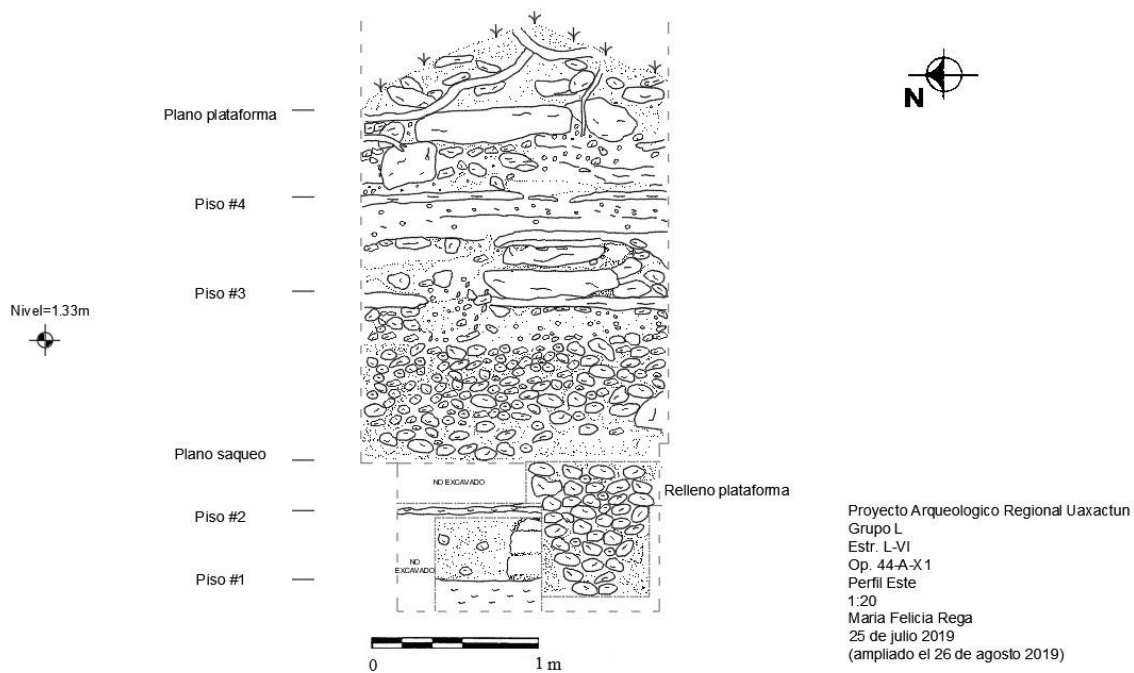 N
Plano plataforma
Piso #4
Piso #3
Nivel=1.33m
Plano saqueo
NO EXCAVADO
Relleno plataforma
Piso #2
NO
EXCAVADO
Piso #1
0 1 m
Proyecto Arqueologico Regional Uaxactun
Grupo L
Estr. L-VI
Op. 44-A-X1
Perfil Este
1:20
Maria Felicia Rega
25 de julio 2019
(ampliado el 26 de agosto 2019)